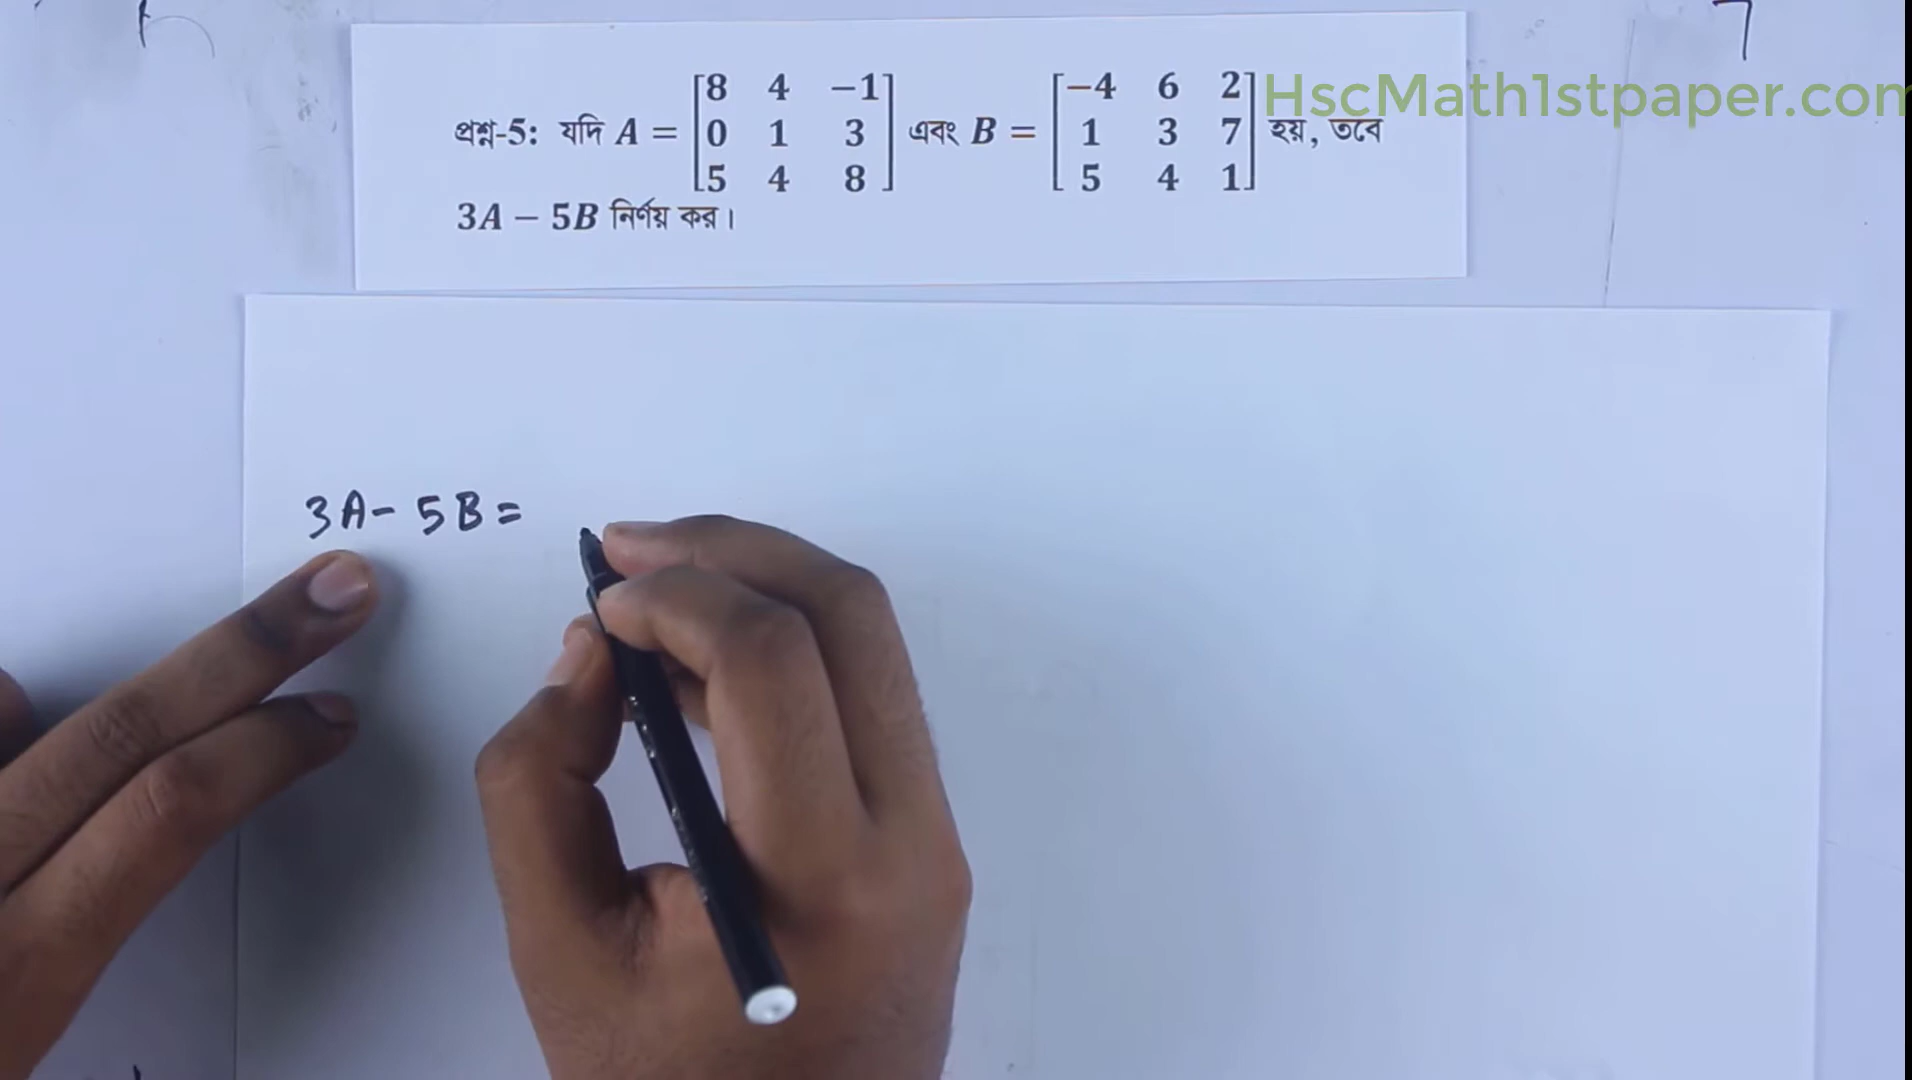 HscMath1stpaper.com
প্রশ্ন-5: যদি A = [8 4 −1; 0 1 3; 5 4 8] এবং B = [−4 6 2; 1 3 7; 5 4 1] হয়, তবে
3A − 5B নির্ণয় কর।
3A - 5B =